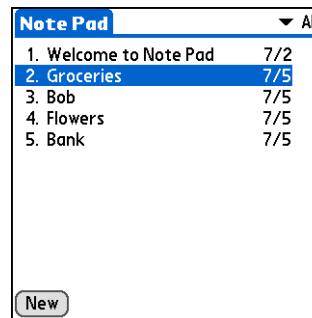 Note Pad
1. Welcome to Note Pad 7/2
2. Groceries 7/5
3. Bob 7/5
4. Flowers 7/5
5. Bank 7/5
New